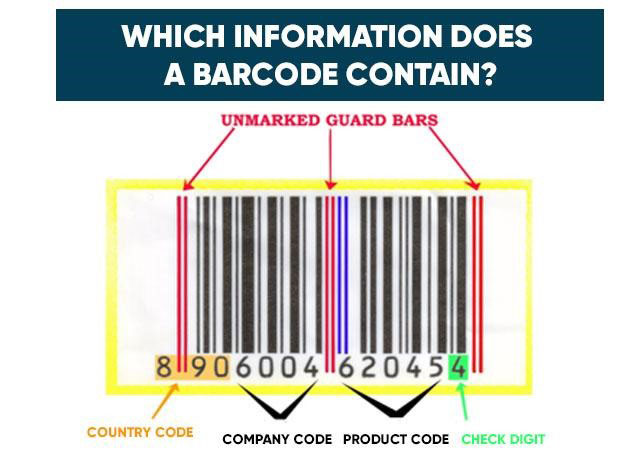 WHICH INFORMATION DOES
A BARCODE CONTAIN?
UNMARKED GUARD BARS
8 906004 620454
COUNTRY CODE
COMPANY CODE PRODUCT CODE CHECK DIGIT